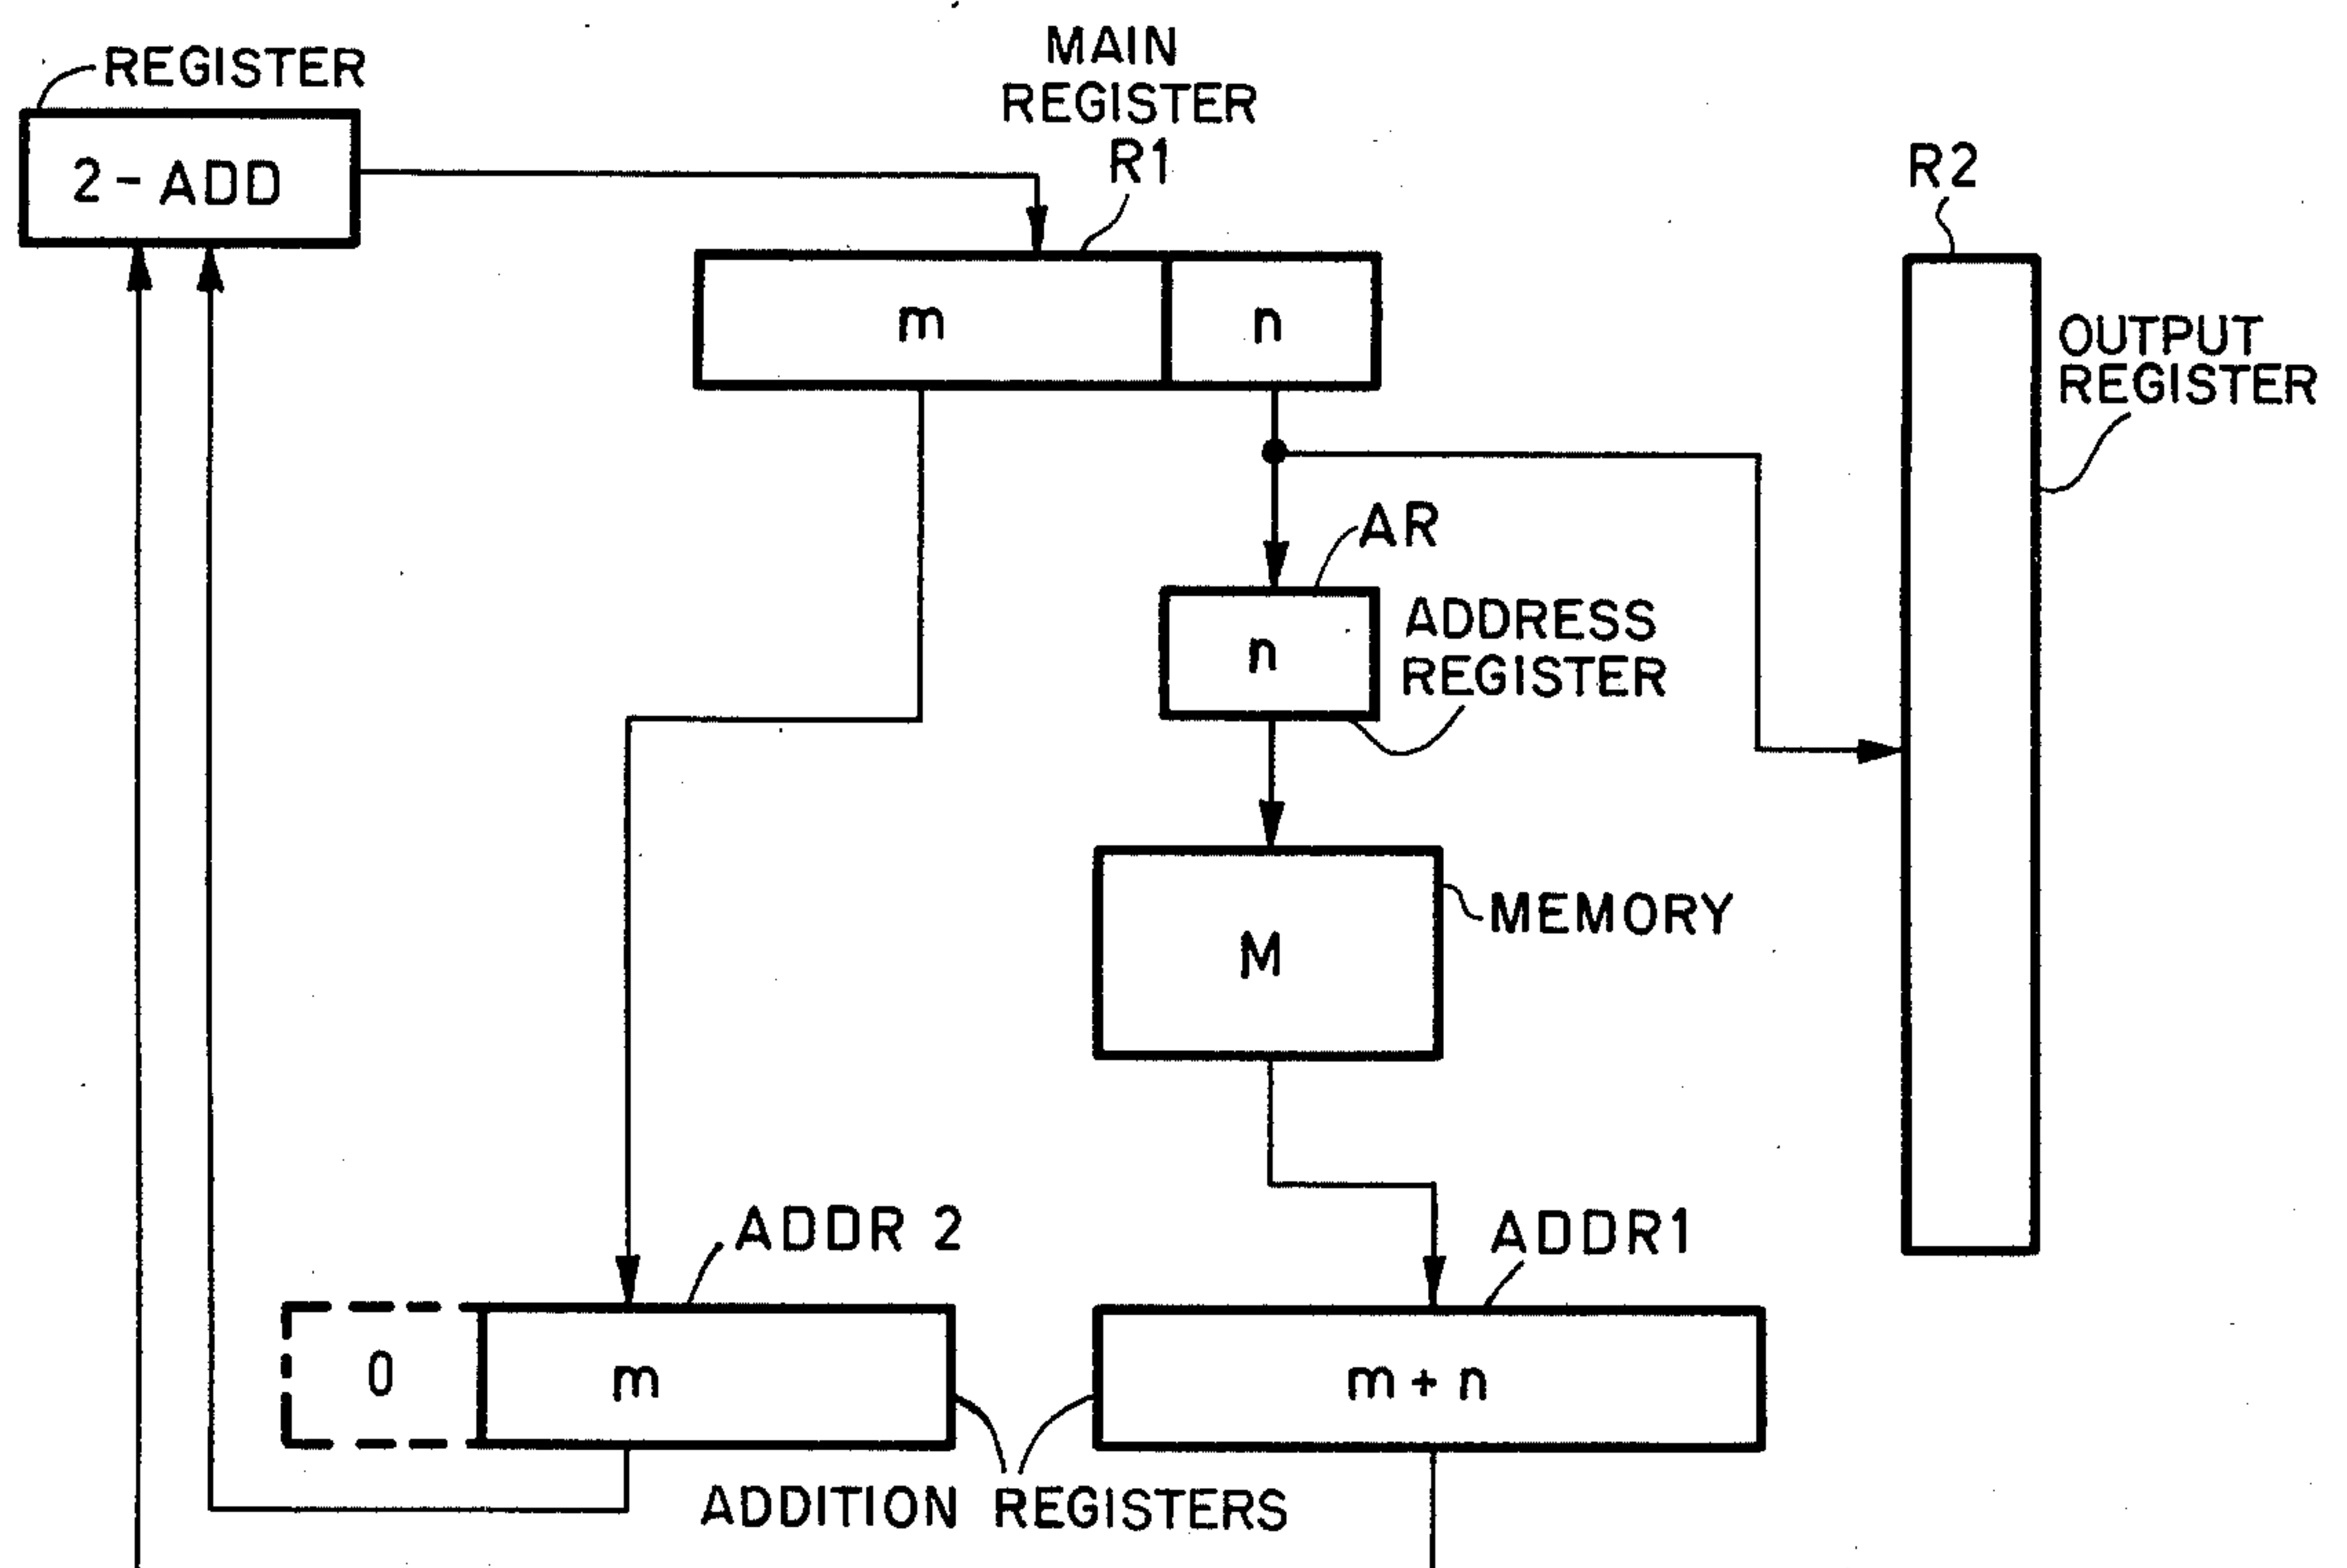 REGISTER
2-ADD
MAIN
REGISTER
R1
R2
m
n
OUTPUT
REGISTER
AR
n
ADDRESS
REGISTER
M
MEMORY
ADDR 2
ADDR1
0
m
m + n
ADDITION REGISTERS